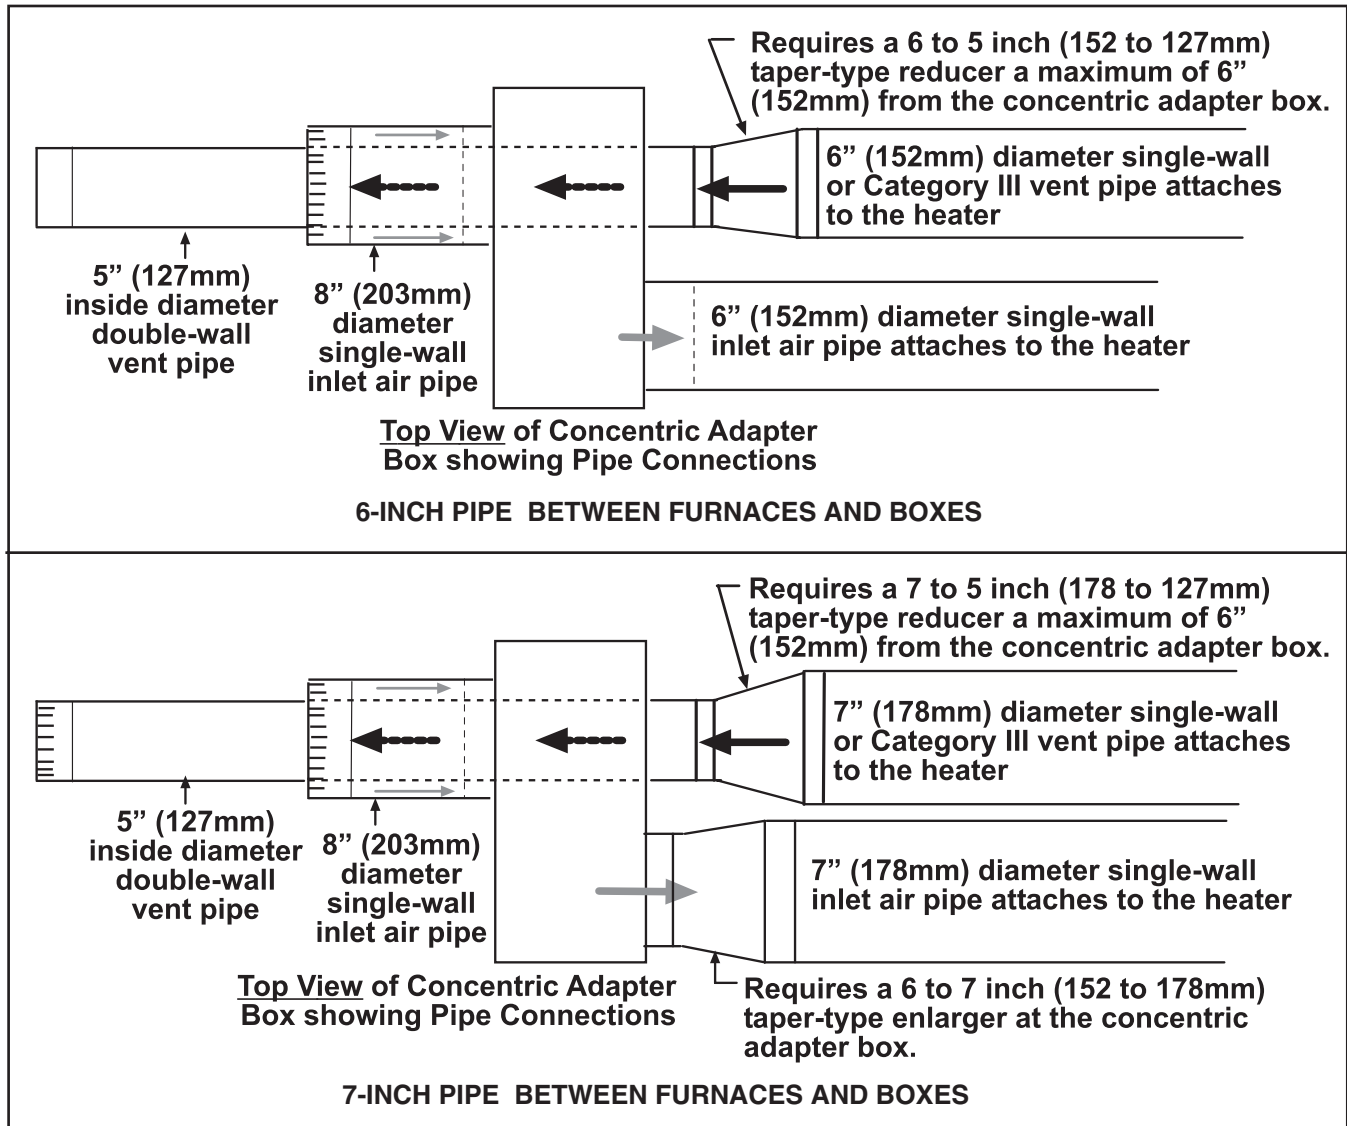 Requires a 6 to 5 inch (152 to 127mm)
taper-type reducer a maximum of 6”
(152mm) from the concentric adapter box.
6” (152mm) diameter single-wall
or Category III vent pipe attaches
to the heater
5” (127mm)
inside diameter
double-wall
vent pipe
8” (203mm)
diameter
single-wall
inlet air pipe
6” (152mm) diameter single-wall
inlet air pipe attaches to the heater
Top View of Concentric Adapter
Box showing Pipe Connections
6-INCH PIPE BETWEEN FURNACES AND BOXES
Requires a 7 to 5 inch (178 to 127mm)
taper-type reducer a maximum of 6”
(152mm) from the concentric adapter box.
7” (178mm) diameter single-wall
or Category III vent pipe attaches
to the heater
5” (127mm)
inside diameter
double-wall
vent pipe
8” (203mm)
diameter
single-wall
inlet air pipe
7” (178mm) diameter single-wall
inlet air pipe attaches to the heater
Top View of Concentric Adapter
Box showing Pipe Connections
Requires a 6 to 7 inch (152 to 178mm)
taper-type enlarger at the concentric
adapter box.
7-INCH PIPE BETWEEN FURNACES AND BOXES